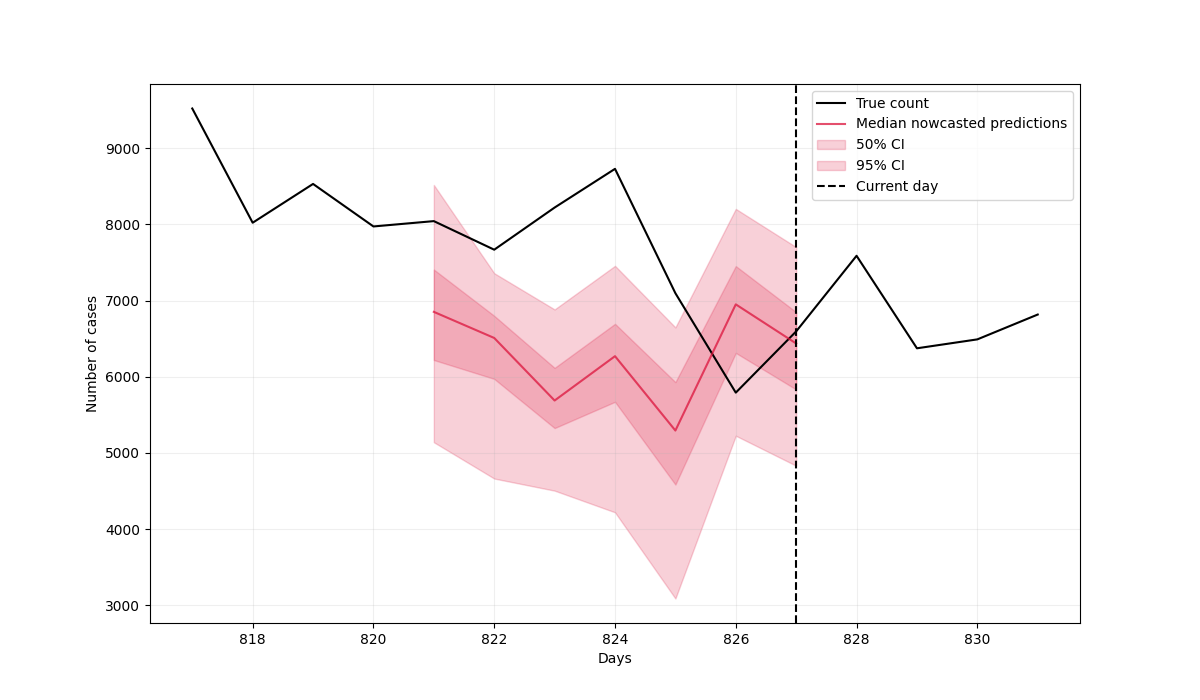 True count
Median nowcasted predictions
50% CI
95% CI
Current day
9000
8000
7000
6000
5000
4000
3000
Number of cases
818 820 822 824 826 828 830
Days